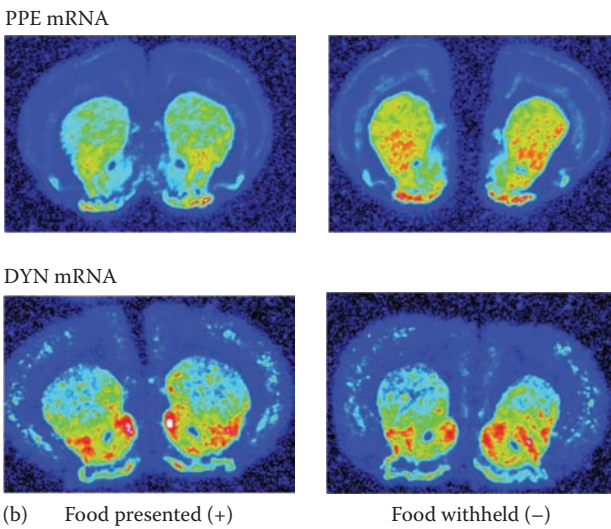 PPE mRNA
DYN mRNA
(b) Food presented (+) Food withheld (–)